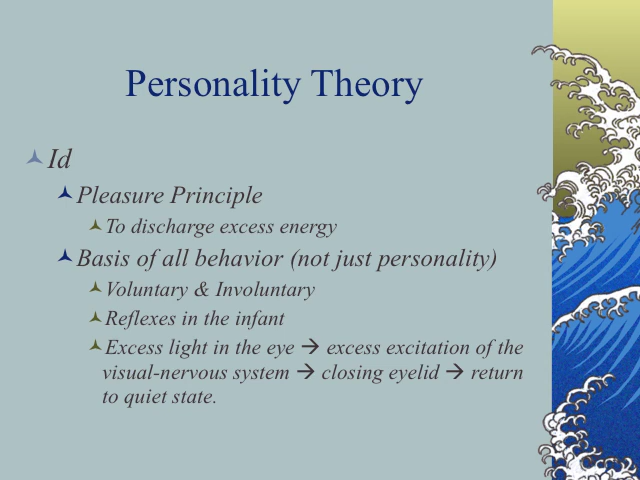 Personality Theory
Id
Pleasure Principle
To discharge excess energy
Basis of all behavior (not just personality)
Voluntary & Involuntary
Reflexes in the infant
Excess light in the eye → excess excitation of the
visual-nervous system → closing eyelid → return
to quiet state.